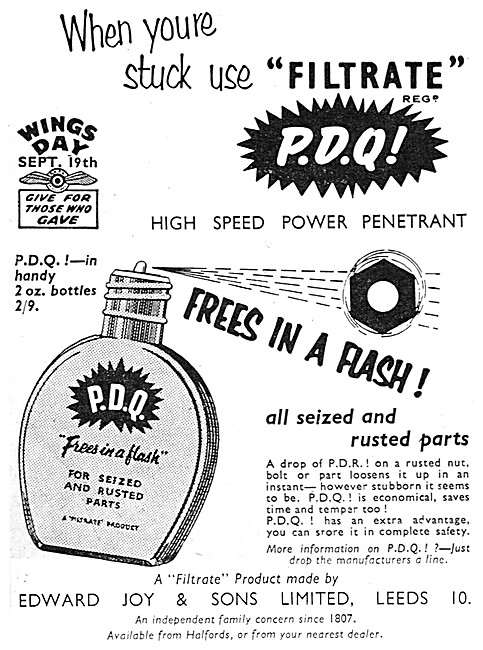 When youre
stuck use "FILTRATE"
REGD
P.D.Q!
WINGS
DAY
SEPT. 19th
GIVE FOR
THOSE WHO
GAVE
HIGH SPEED POWER PENETRANT
P.D.Q. !—in
handy
2 oz. bottles
2/9.
FREES IN A FLASH!
P.D.Q.
"Frees in a flash"
FOR SEIZED
AND RUSTED
PARTS
A "FILTRATE" PRODUCT
all seized and
rusted parts
A drop of P.D.R. ! on a rusted nut,
bolt or part loosens it up in an
instant— however stubborn it seems
to be. P.D.Q. ! is economical, saves
time and tempar too !
P.D.Q. ! has an extra advantage,
you can srore it in complete safety.
More information on P.D.Q. ! ?—Just
drop the manufacturers a line.
A "Filtrate" Product made by
EDWARD JOY & SONS LIMITED, LEEDS 10.
An independent family concern since 1807.
Available from Halfords, or from your nearest dealer.